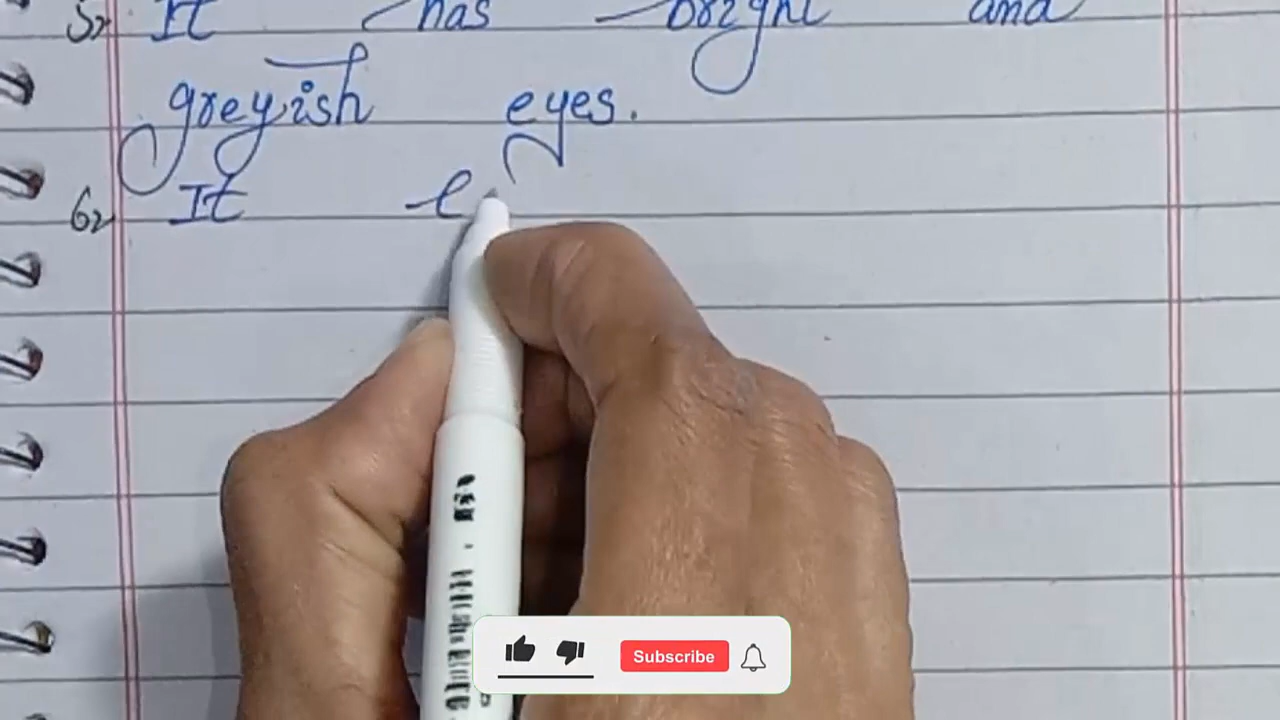 5) It has bright and
greyish eyes.
6) It
Subscribe